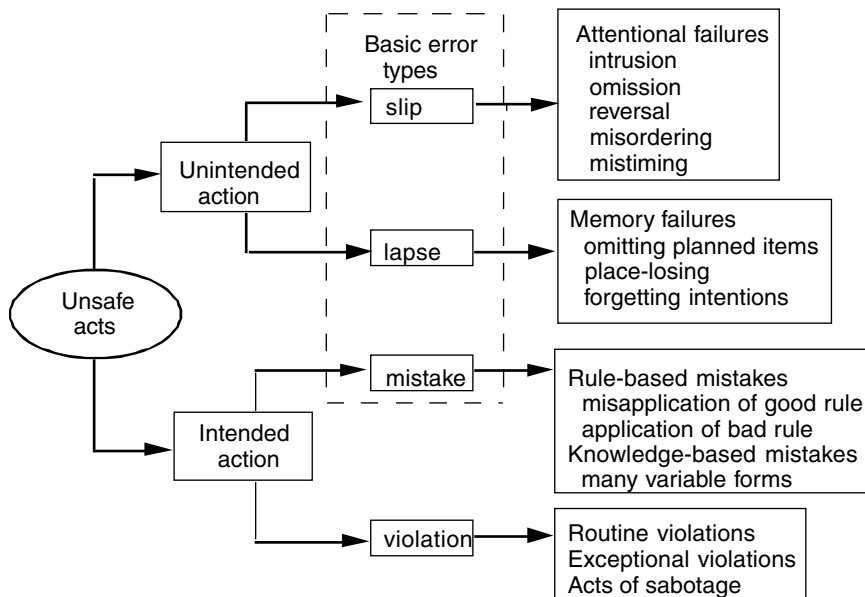 Basic error
types
slip
Attentional failures
intrusion
omission
reversal
misordering
mistiming
Unintended
action
lapse
Memory failures
omitting planned items
place-losing
forgetting intentions
Unsafe
acts
mistake
Rule-based mistakes
misapplication of good rule
application of bad rule
Knowledge-based mistakes
many variable forms
Intended
action
violation
Routine violations
Exceptional violations
Acts of sabotage